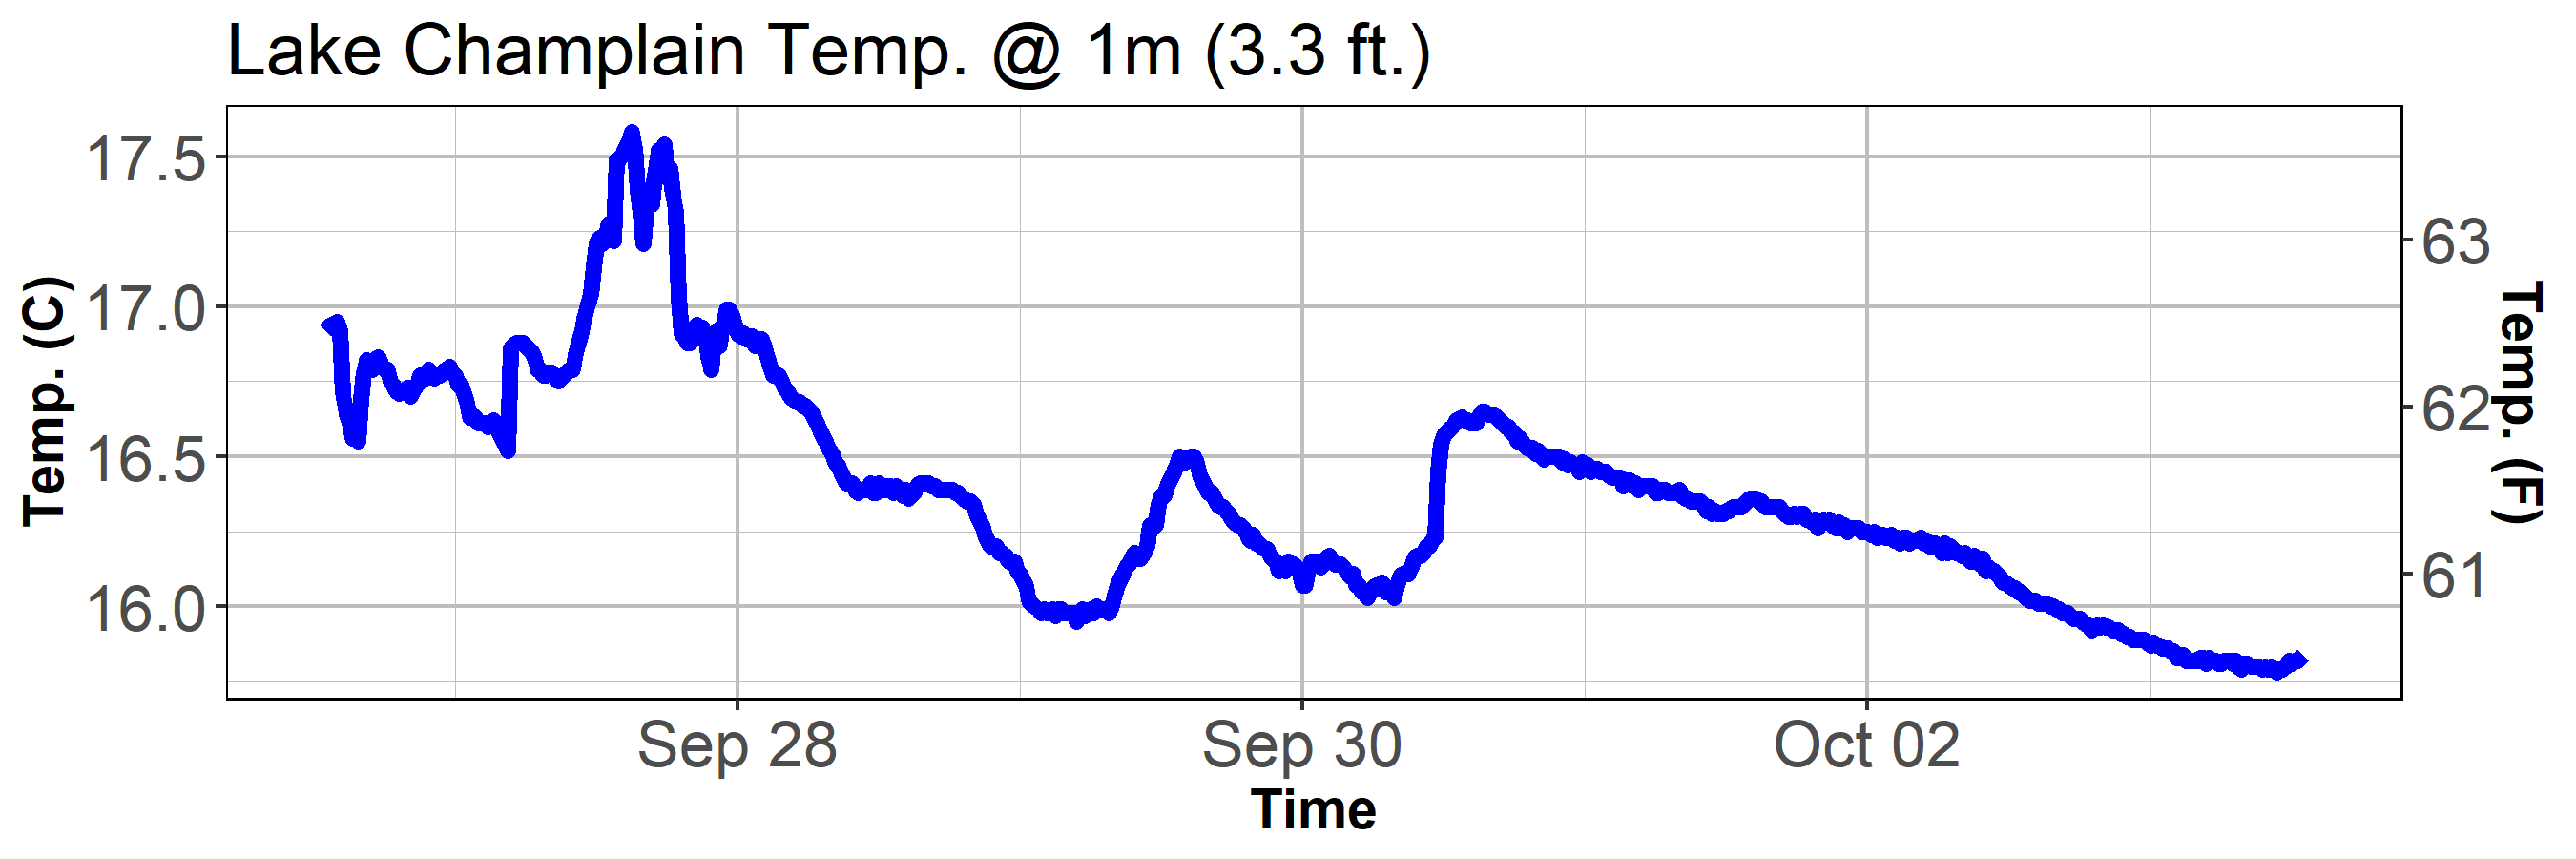 Lake Champlain Temp. @ 1m (3.3 ft.)
Temp. (C)
17.5
17.0
16.5
16.0
63
62
61
Temp. (F)
Sep 28 Sep 30 Oct 02
Time